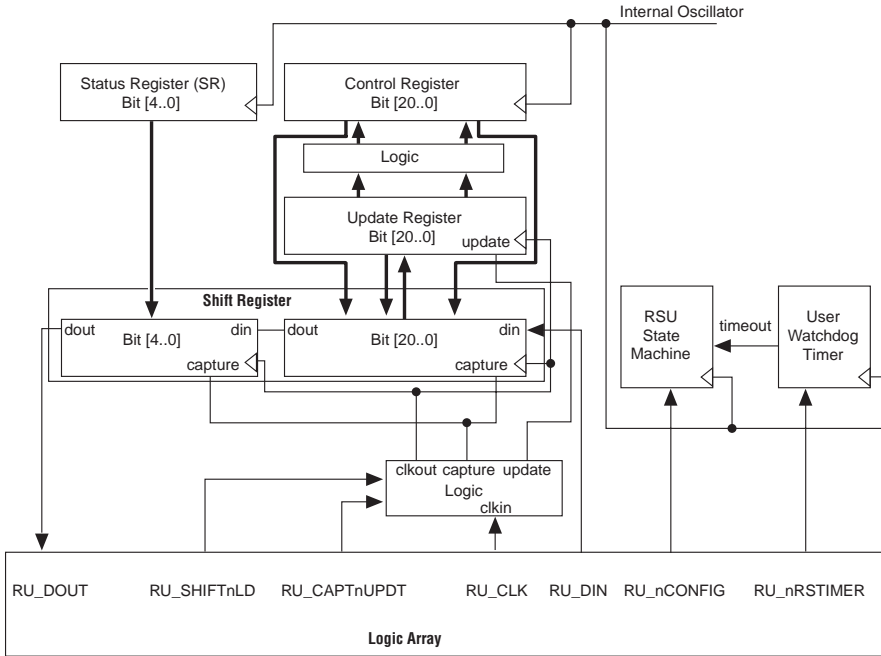 Internal Oscillator
Status Register (SR)
Bit [4..0]
Control Register
Bit [20..0]
Logic
Update Register
Bit [20..0]
update
Shift Register
dout
Bit [4..0]
din
capture
dout
Bit [20..0]
din
capture
RSU
State
Machine
timeout
User
Watchdog
Timer
clkout capture update
Logic
clkin
RU_DOUT RU_SHIFTnLD RU_CAPTnUPDT RU_CLK RU_DIN RU_nCONFIG RU_nRSTIMER
Logic Array